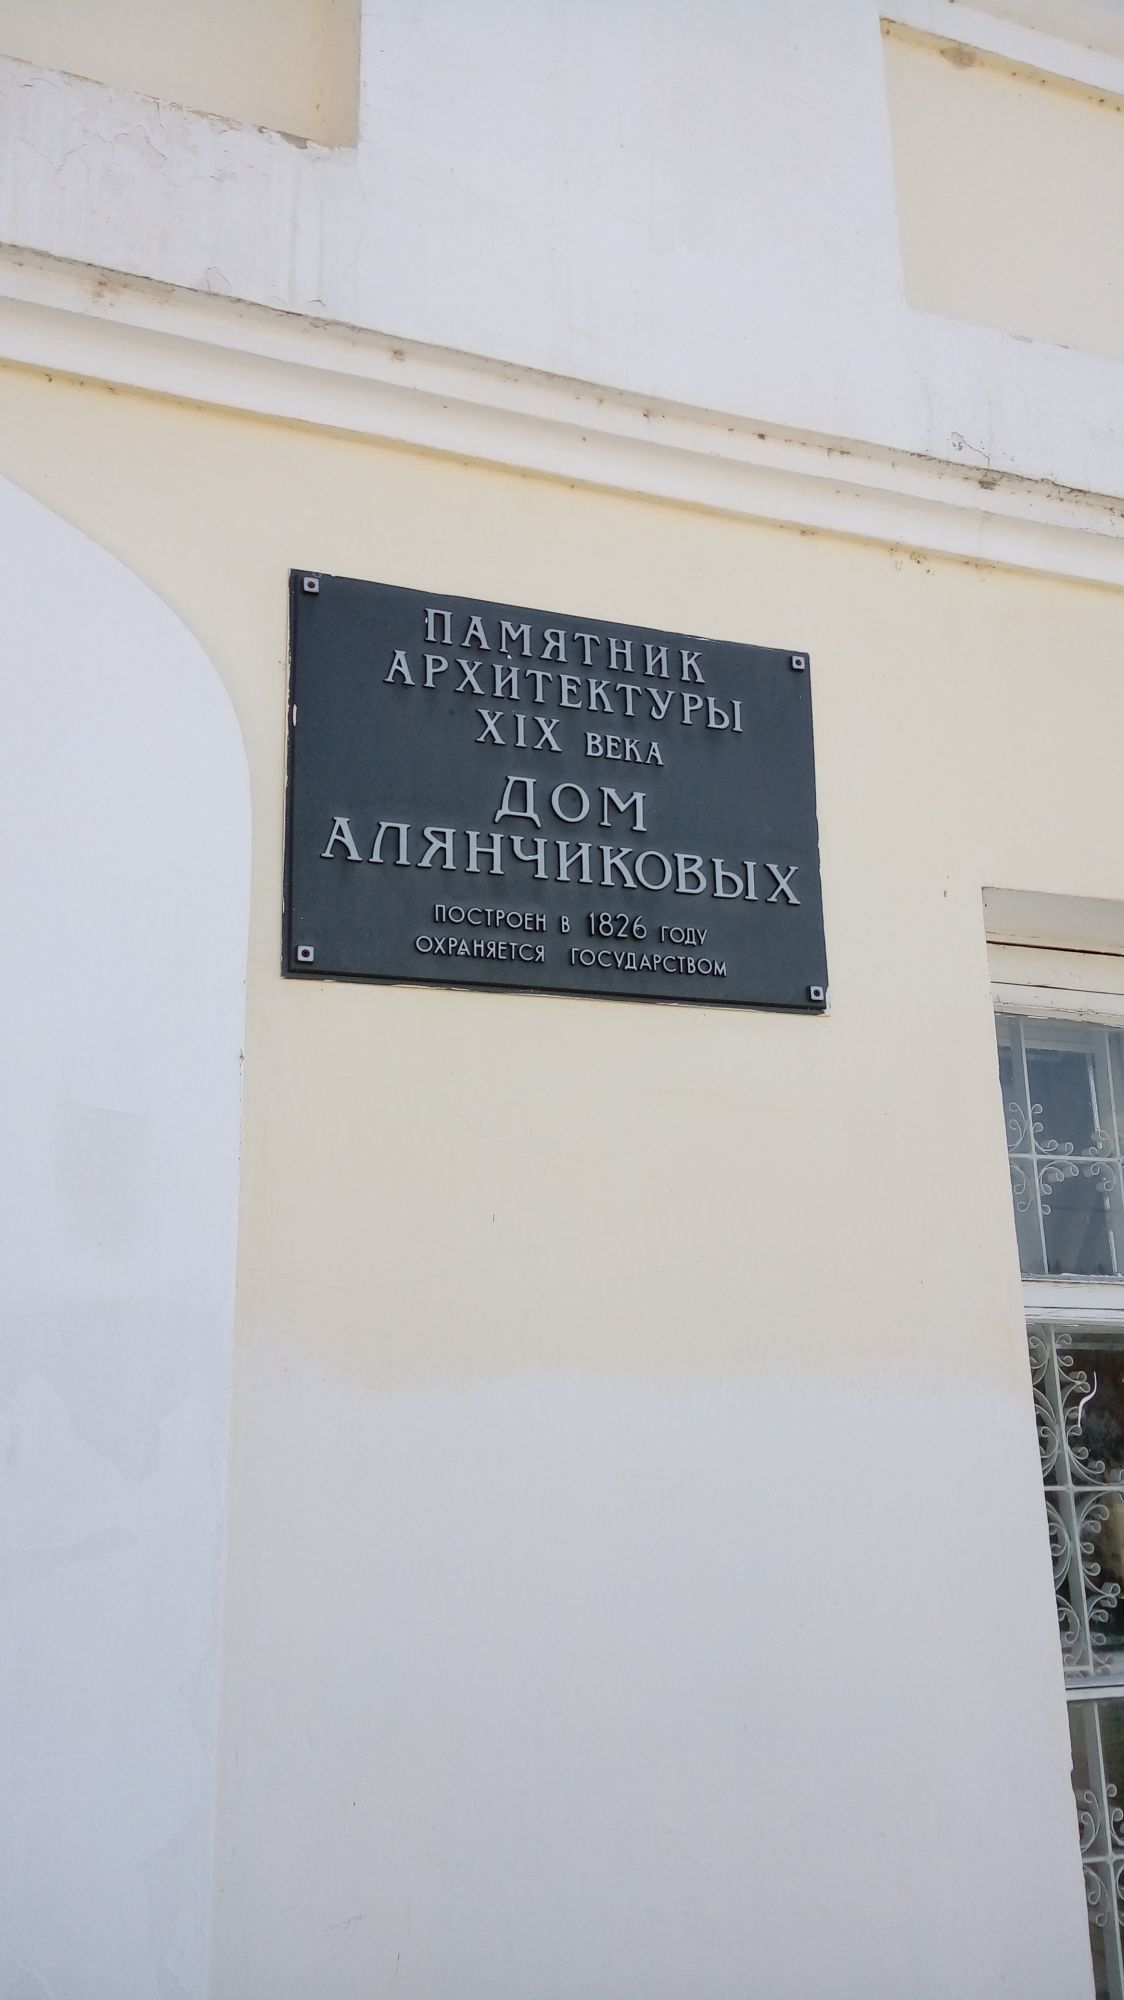 ПАМЯТНИК
АРХИТЕКТУРЫ
XIX ВЕКА
ДОМ
АЛЯНЧИКОВЫХ
ПОСТРОЕН В 1826 ГОДУ
ОХРАНЯЕТСЯ ГОСУДАРСТВОМ